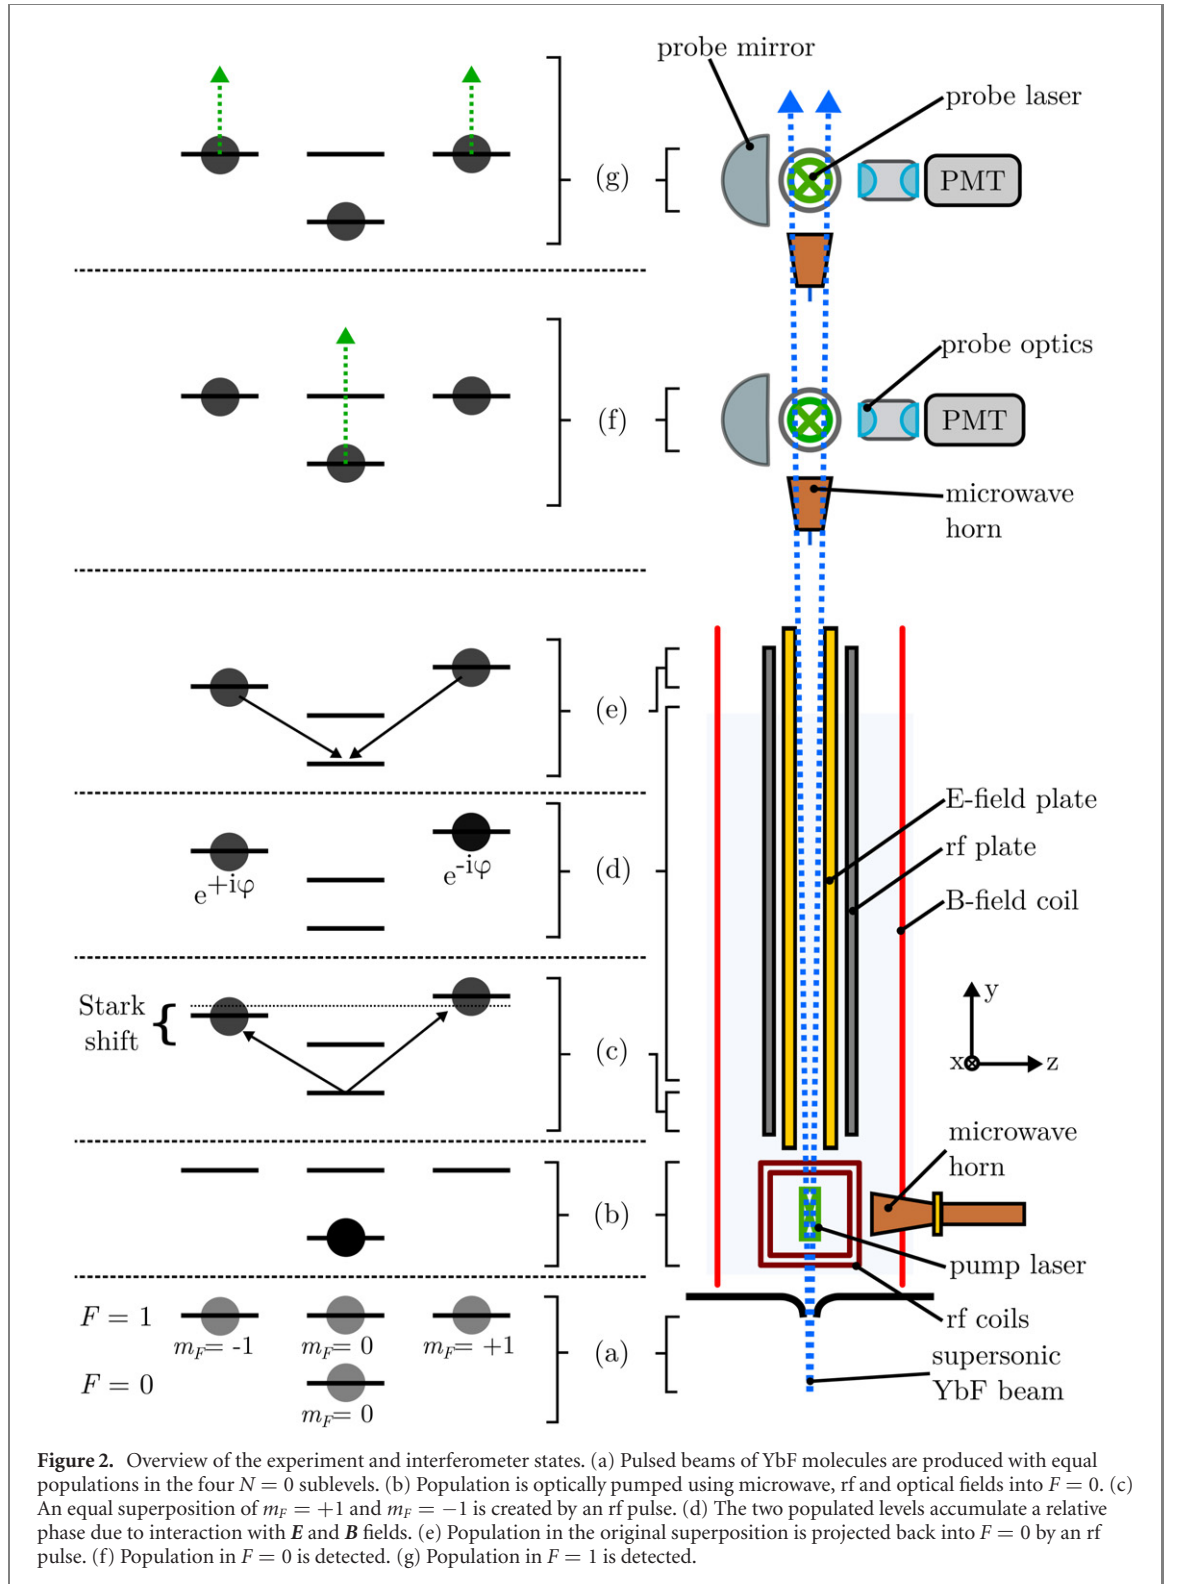 probe mirror
probe laser
(g)
PMT
probe optics
(f)
PMT
microwave
horn
(e)
E-field plate
rf plate
B-field coil
(d)
e+iφ
e-iφ
Stark
shift
(c)
y
x
z
microwave
horn
(b)
pump laser
rf coils
supersonic
YbF beam
F = 1
mF= -1
mF= 0
mF= +1
(a)
F = 0
mF= 0
Figure 2. Overview of the experiment and interferometer states. (a) Pulsed beams of YbF molecules are produced with equal
populations in the four N = 0 sublevels. (b) Population is optically pumped using microwave, rf and optical fields into F = 0. (c)
An equal superposition of mF = +1 and mF = −1 is created by an rf pulse. (d) The two populated levels accumulate a relative
phase due to interaction with E and B fields. (e) Population in the original superposition is projected back into F = 0 by an rf
pulse. (f) Population in F = 0 is detected. (g) Population in F = 1 is detected.